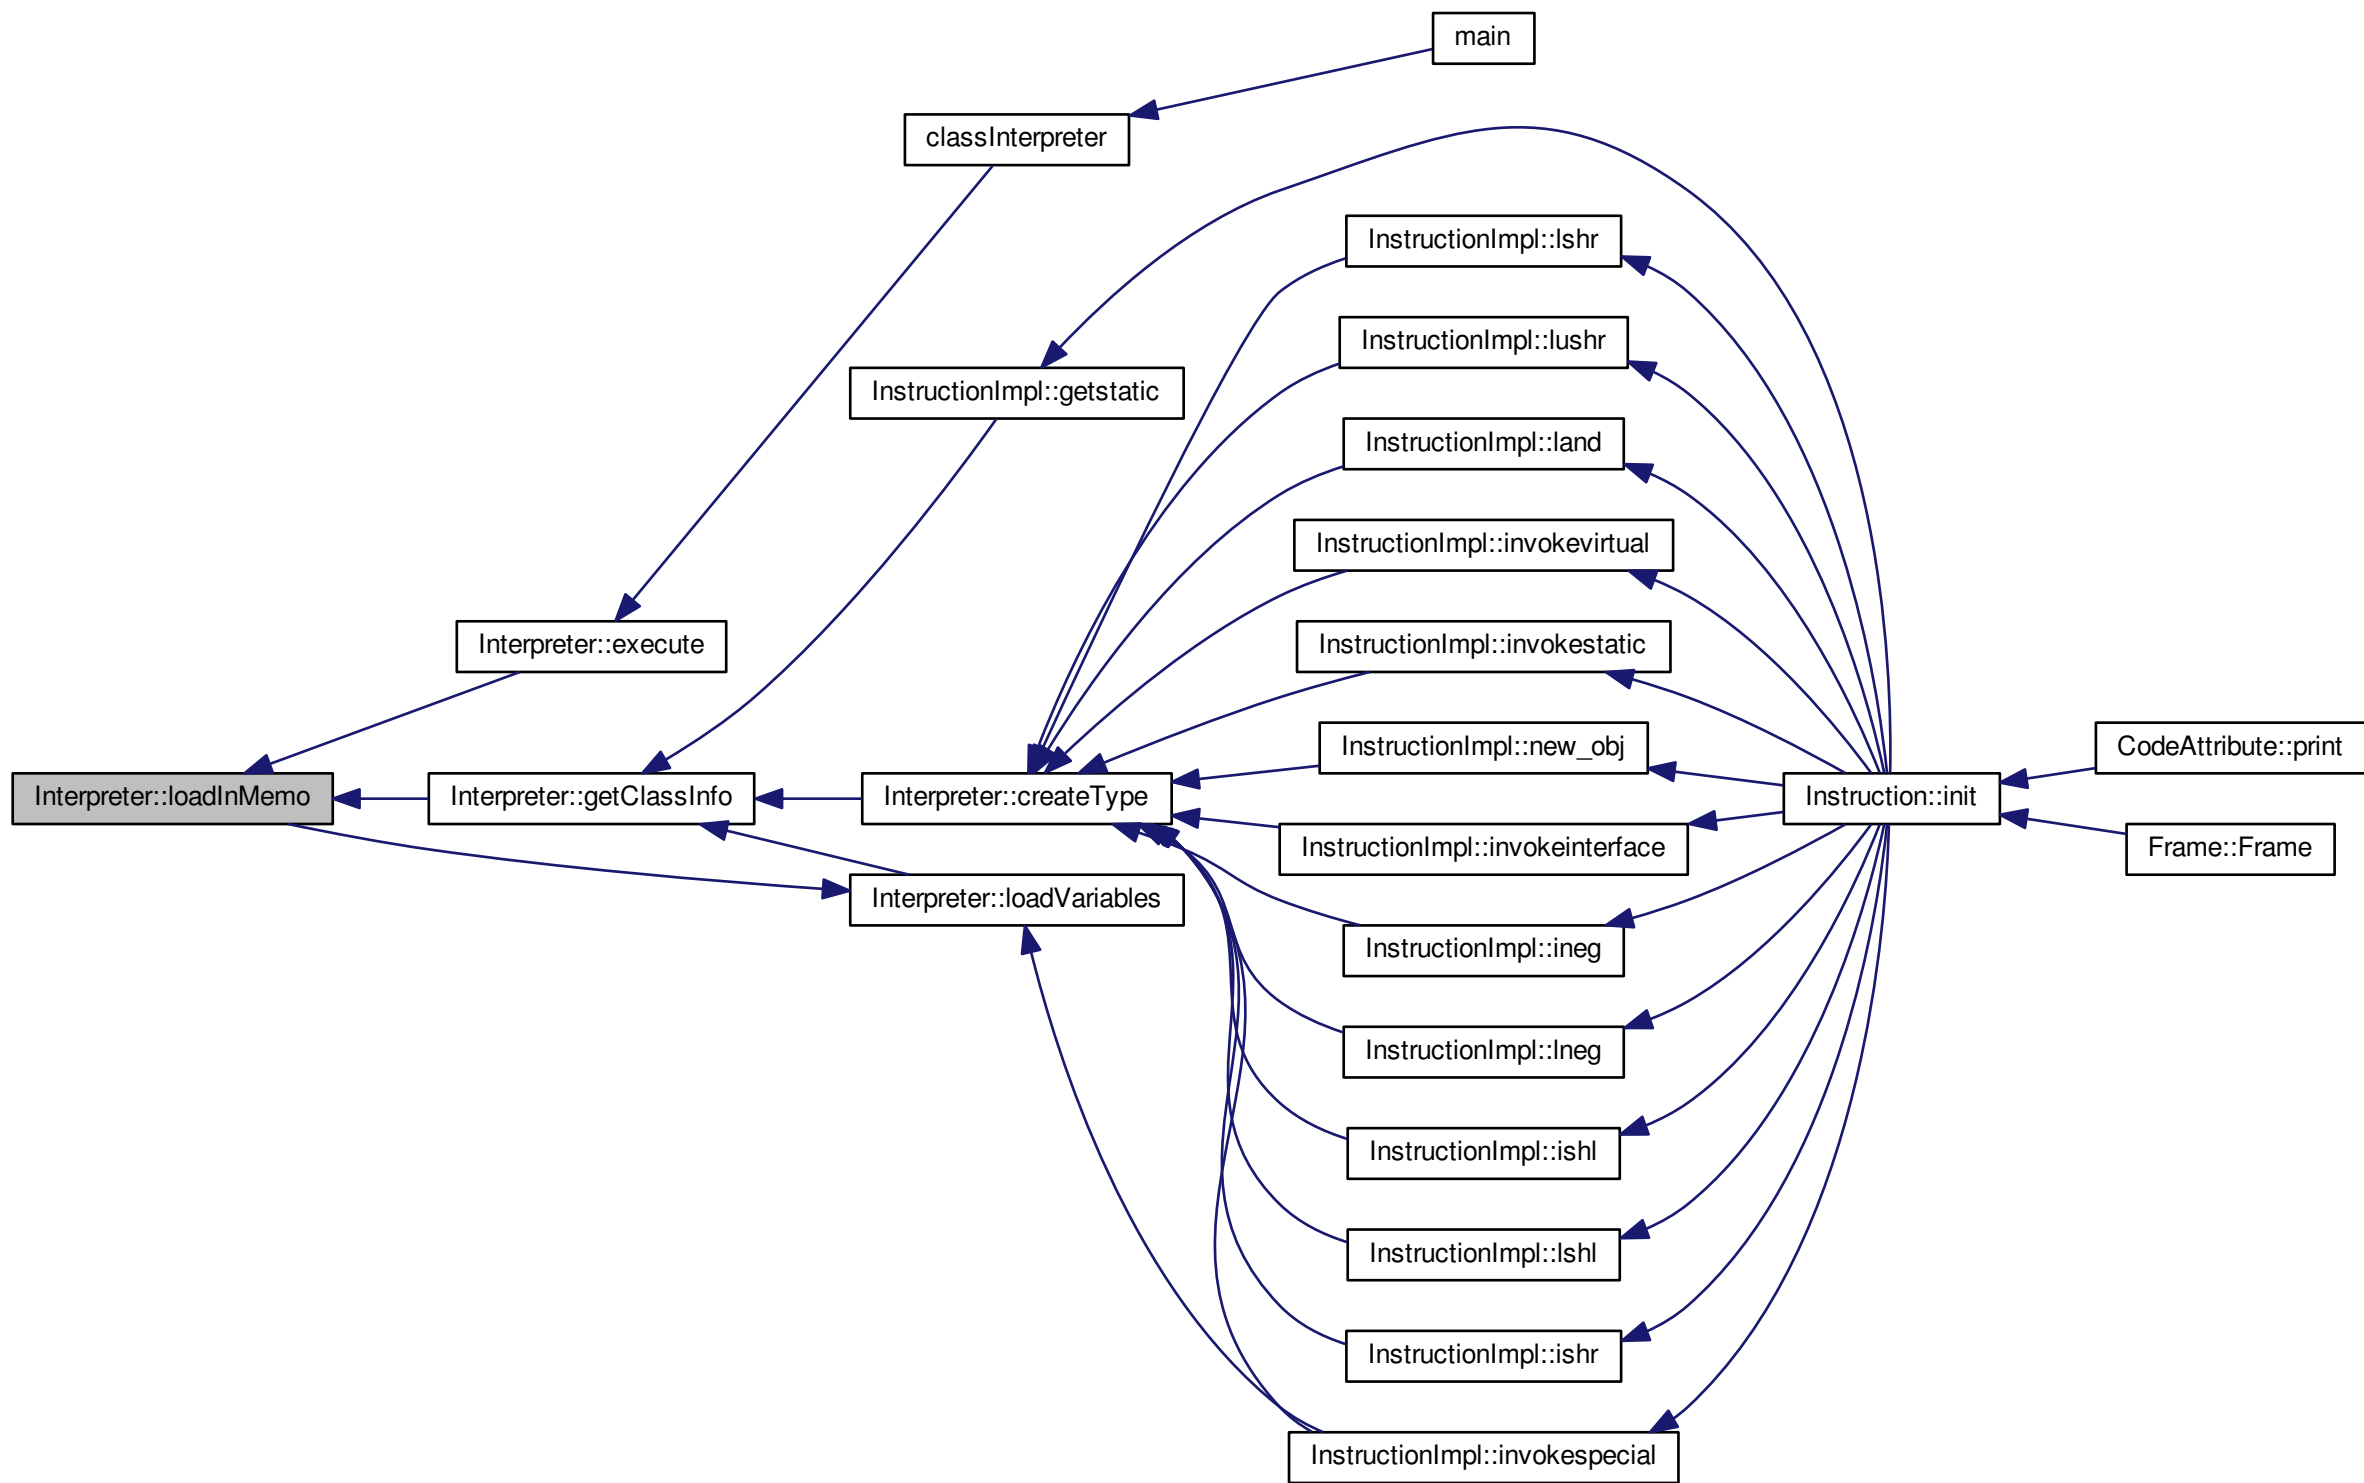 main
classInterpreter
InstructionImpl::lshr
InstructionImpl::lushr
InstructionImpl::getstatic
InstructionImpl::land
InstructionImpl::invokevirtual
Interpreter::execute
InstructionImpl::invokestatic
InstructionImpl::new_obj
CodeAttribute::print
Interpreter::loadInMemo
Interpreter::getClassInfo
Interpreter::createType
Instruction::init
InstructionImpl::invokeinterface
Frame::Frame
Interpreter::loadVariables
InstructionImpl::ineg
InstructionImpl::lneg
InstructionImpl::ishl
InstructionImpl::lshl
InstructionImpl::ishr
InstructionImpl::invokespecial